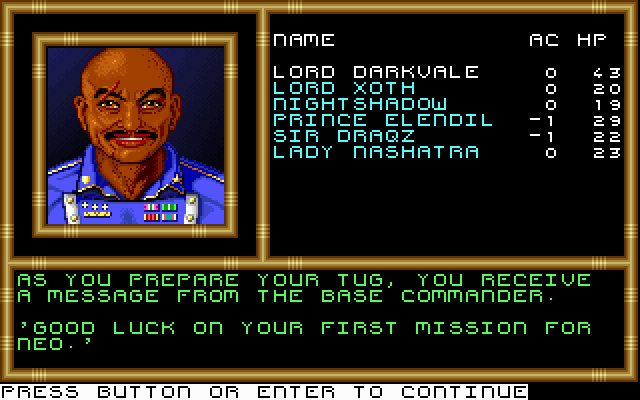 NAME AC HP
LORD DARKVALE 0 43
LORD XOTH 0 20
NIGHTSHADOW 0 19
PRINCE ELENDIL -1 29
SIR DRAQZ -1 22
LADY NASHATRA 0 23
AS YOU PREPARE YOUR TUG, YOU RECEIVE
A MESSAGE FROM THE BASE COMMANDER.
'GOOD LUCK ON YOUR FIRST MISSION FOR
NEO.'
PRESS BUTTON OR ENTER TO CONTINUE